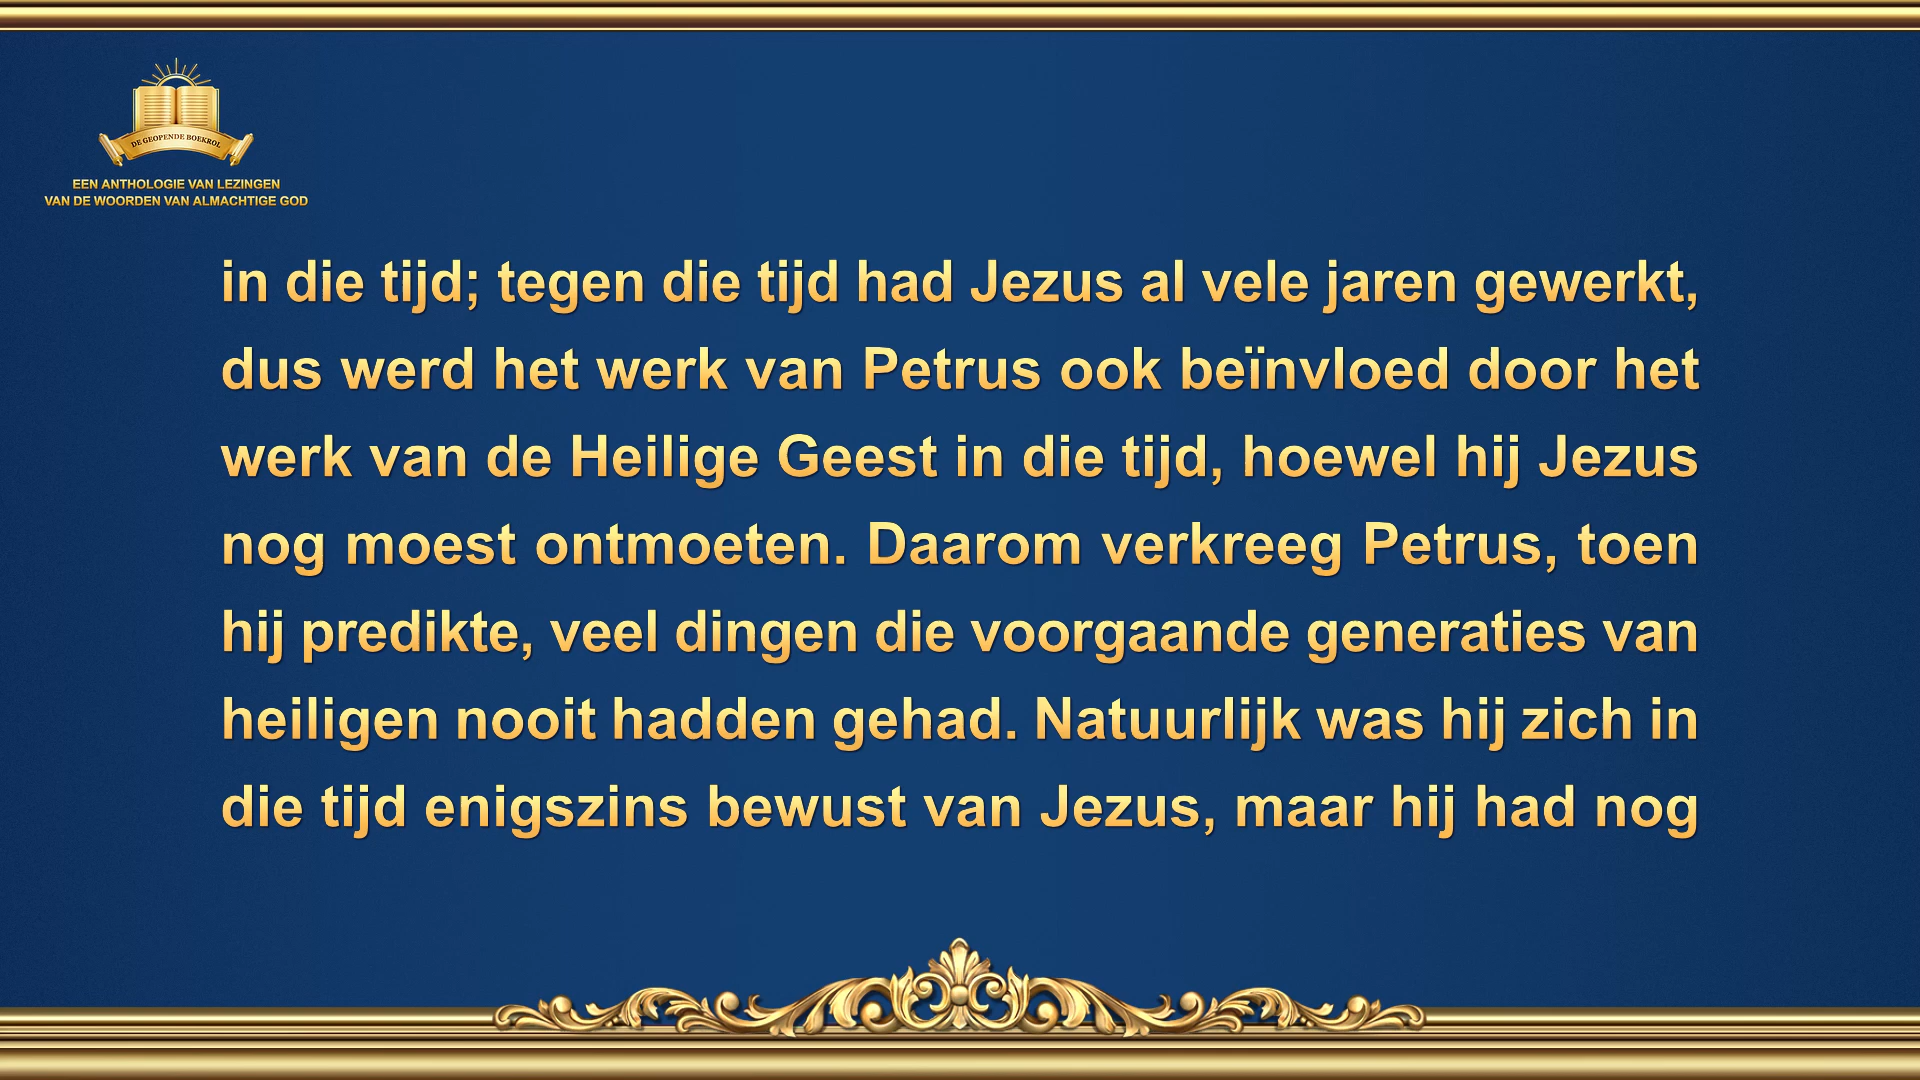 DE GEOPENDE BOEKROL
EEN ANTHOLOGIE VAN LEZINGEN
VAN DE WOORDEN VAN ALMACHTIGE GOD
in die tijd; tegen die tijd had Jezus al vele jaren gewerkt,
dus werd het werk van Petrus ook beïnvloed door het
werk van de Heilige Geest in die tijd, hoewel hij Jezus
nog moest ontmoeten. Daarom verkreeg Petrus, toen
hij predikte, veel dingen die voorgaande generaties van
heiligen nooit hadden gehad. Natuurlijk was hij zich in
die tijd enigszins bewust van Jezus, maar hij had nog